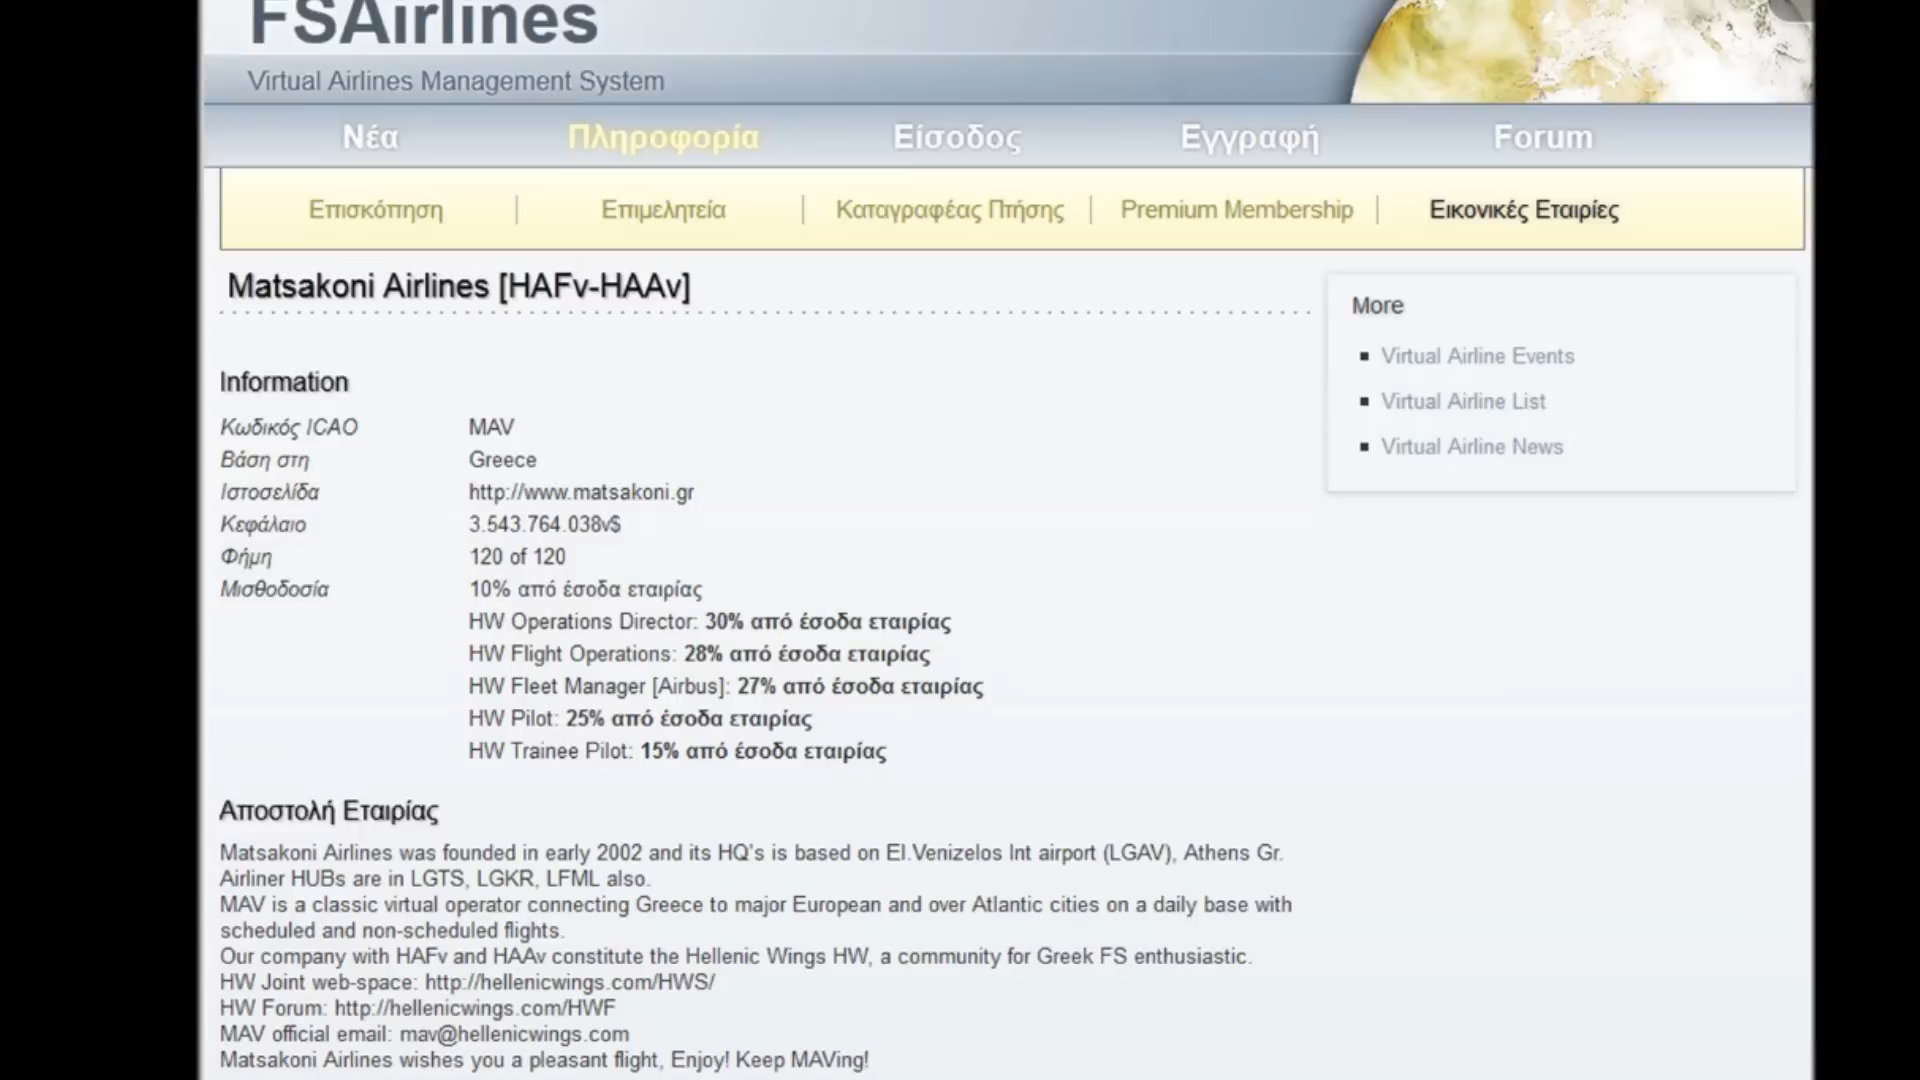 FSAirlines
Virtual Airlines Management System
Νέα Πληροφορία Είσοδος Εγγραφή Forum
Επισκόπηση Επιμελητεία Καταγραφέας Πτήσης Premium Membership Εικονικές Εταιρίες
Matsakoni Airlines [HAFv-HAAv]
Information
Κωδικός ICAO MAV
Βάση στη Greece
Ιστοσελίδα http://www.matsakoni.gr
Κεφάλαιο 3.543.764.038v$
Φήμη 120 of 120
Μισθοδοσία 10% από έσοδα εταιρίας
HW Operations Director: 30% από έσοδα εταιρίας
HW Flight Operations: 28% από έσοδα εταιρίας
HW Fleet Manager [Airbus]: 27% από έσοδα εταιρίας
HW Pilot: 25% από έσοδα εταιρίας
HW Trainee Pilot: 15% από έσοδα εταιρίας
Αποστολή Εταιρίας
Matsakoni Airlines was founded in early 2002 and its HQ's is based on El.Venizelos Int airport (LGAV), Athens Gr.
Airliner HUBs are in LGTS, LGKR, LFML also.
MAV is a classic virtual operator connecting Greece to major European and over Atlantic cities on a daily base with
scheduled and non-scheduled flights.
Our company with HAFv and HAAv constitute the Hellenic Wings HW, a community for Greek FS enthusiastic.
HW Joint web-space: http://hellenicwings.com/HWS/
HW Forum: http://hellenicwings.com/HWF
MAV official email: mav@hellenicwings.com
Matsakoni Airlines wishes you a pleasant flight, Enjoy! Keep MAVing!
More
Virtual Airline Events
Virtual Airline List
Virtual Airline News